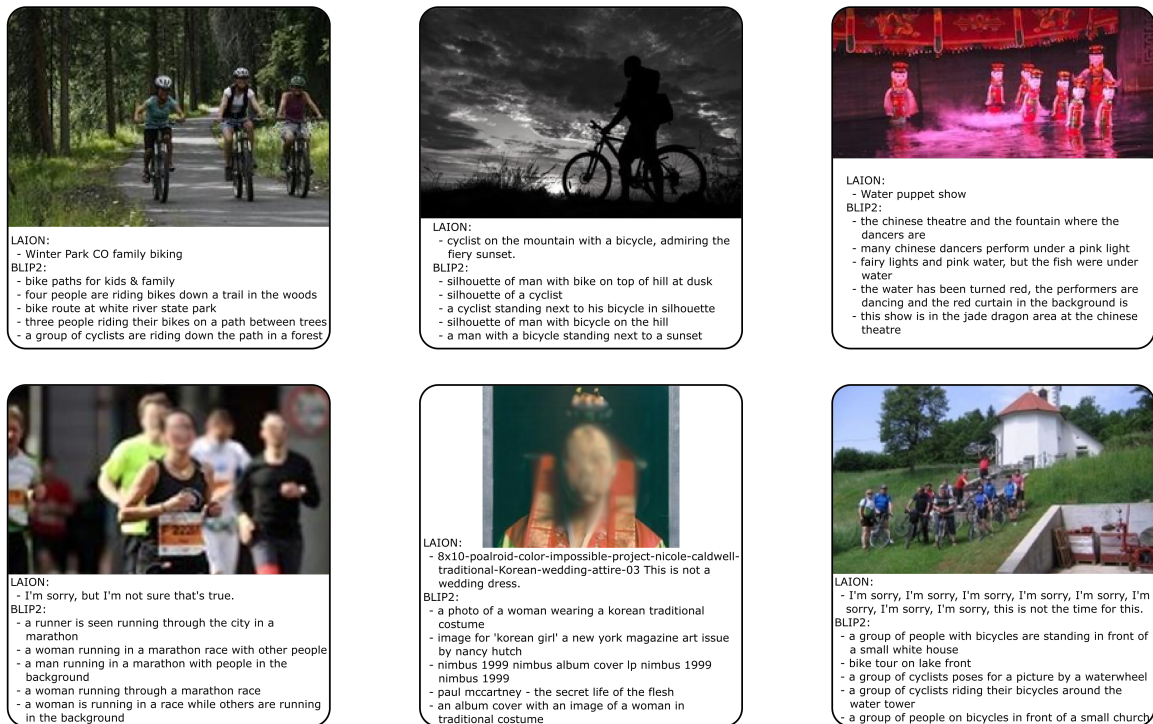 LAION:
- Winter Park CO family biking
BLIP2:
- bike paths for kids & family
- four people are riding bikes down a trail in the woods
- bike route at white river state park
- three people riding their bikes on a path between trees
- a group of cyclists are riding down the path in a forest
LAION:
- cyclist on the mountain with a bicycle, admiring the
fiery sunset.
BLIP2:
- silhouette of man with bike on top of hill at dusk
- silhouette of a cyclist
- a cyclist standing next to his bicycle in silhouette
- silhouette of man with bicycle on the hill
- a man with a bicycle standing next to a sunset
LAION:
- Water puppet show
BLIP2:
- the chinese theatre and the fountain where the
dancers are
- many chinese dancers perform under a pink light
- fairy lights and pink water, but the fish were under
water
- the water has been turned red, the performers are
dancing and the red curtain in the background is
- this show is in the jade dragon area at the chinese
theatre
LAION:
- I'm sorry, but I'm not sure that's true.
BLIP2:
- a runner is seen running through the city in a
marathon
- a woman running in a marathon race with other people
- a man running in a marathon with people in the
background
- a woman running through a marathon race
- a woman is running in a race while others are running
in the background
LAION:
- 8x10-poalroid-color-impossible-project-nicole-caldwell-
traditional-Korean-wedding-attire-03 This is not a
wedding dress.
BLIP2:
- a photo of a woman wearing a korean traditional
costume
- image for 'korean girl' a new york magazine art issue
by nancy hutch
- nimbus 1999 nimbus album cover lp nimbus 1999
nimbus 1999
- paul mccartney - the secret life of the flesh
- an album cover with an image of a woman in
traditional costume
LAION:
- I'm sorry, I'm sorry, I'm sorry, I'm sorry, I'm sorry, I'm
sorry, I'm sorry, I'm sorry, this is not the time for this.
BLIP2:
- a group of people with bicycles are standing in front of
a small white house
- bike tour on lake front
- a group of cyclists poses for a picture by a waterwheel
- a group of cyclists riding their bicycles around the
water tower
- a group of people on bicycles in front of a small church